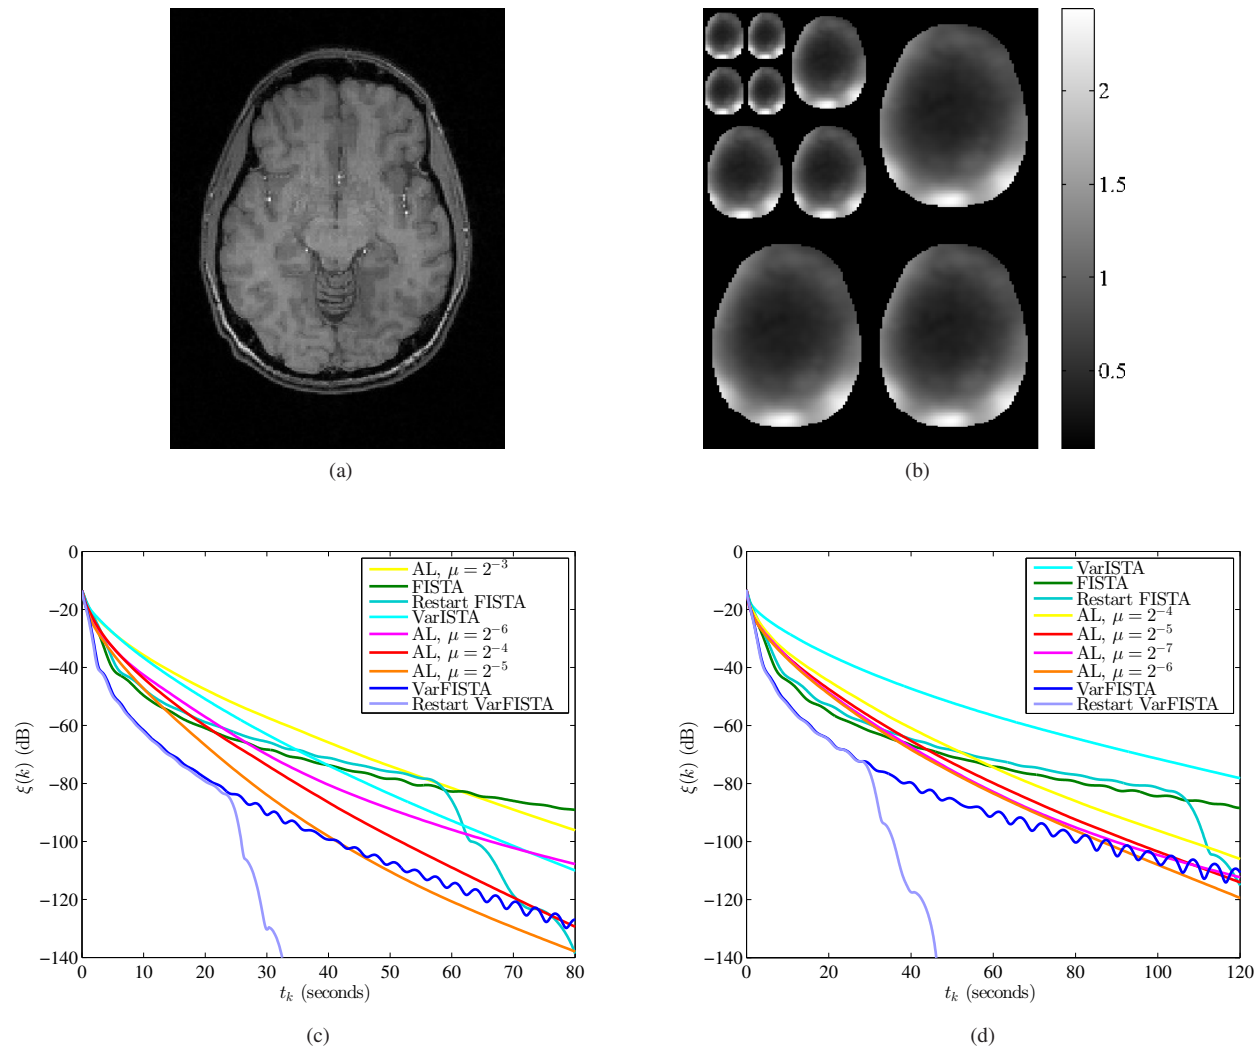 2
1.5
1
0.5
(a)
(b)
0
−20
−40
−60
−80
−100
−120
−140
ξ(k) (dB)
AL, μ = 2⁻³
FISTA
Restart FISTA
VarISTA
AL, μ = 2⁻⁶
AL, μ = 2⁻⁴
AL, μ = 2⁻⁵
VarFISTA
Restart VarFISTA
0 10 20 30 40 50 60 70 80
t_k (seconds)
(c)
0
−20
−40
−60
−80
−100
−120
−140
ξ(k) (dB)
VarISTA
FISTA
Restart FISTA
AL, μ = 2⁻⁴
AL, μ = 2⁻⁵
AL, μ = 2⁻⁷
AL, μ = 2⁻⁶
VarFISTA
Restart VarFISTA
0 20 40 60 80 100 120
t_k (seconds)
(d)